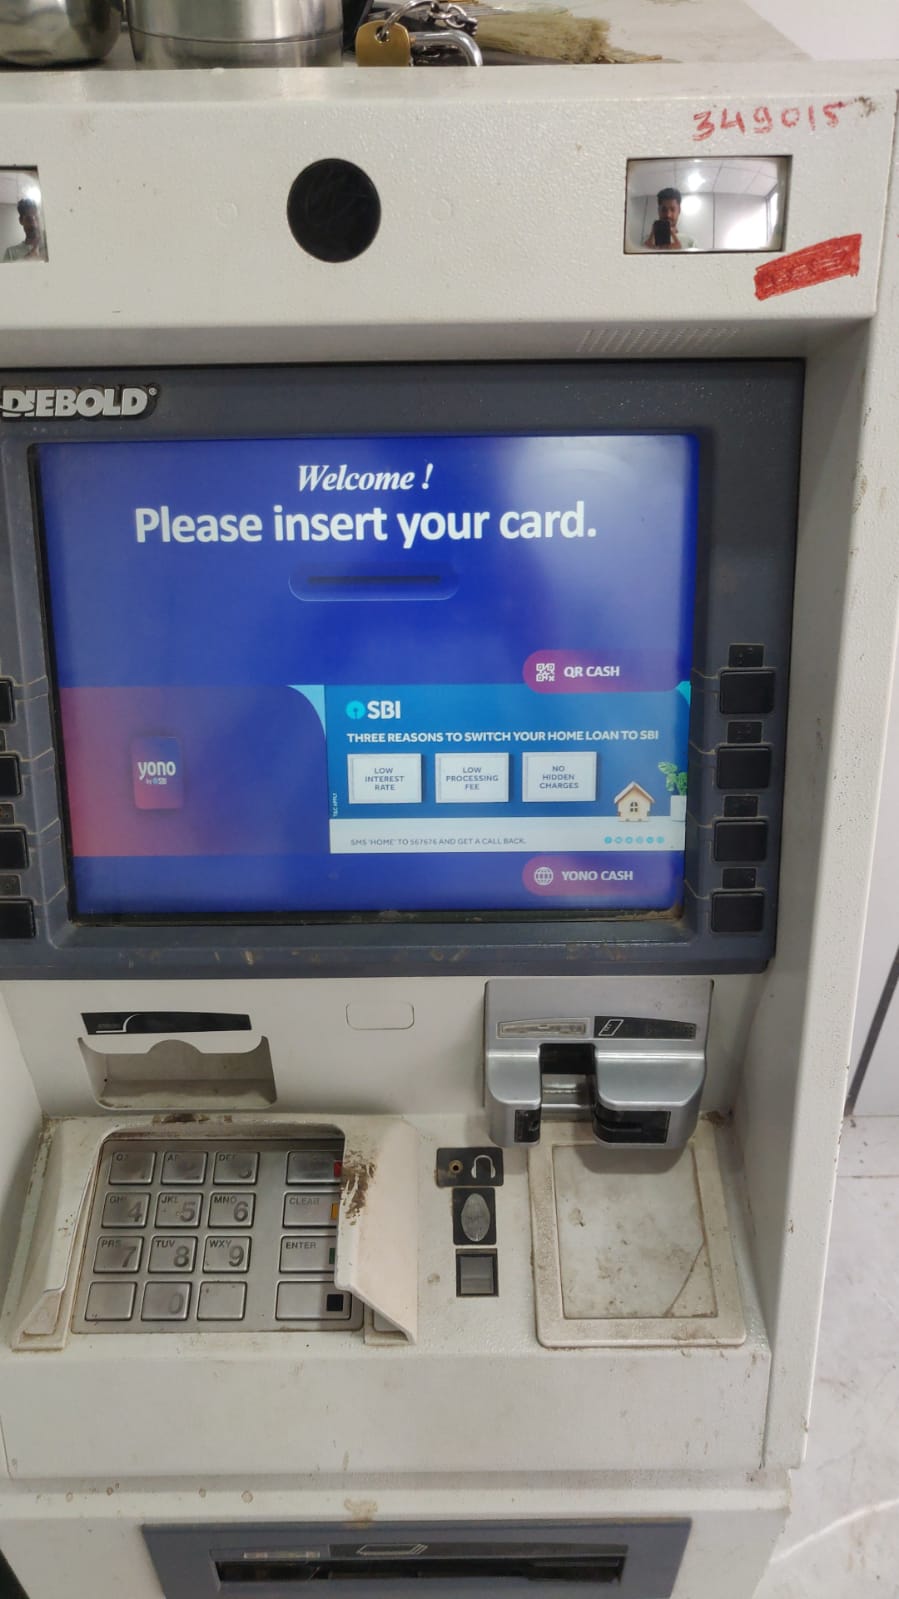 349015
DIEBOLD
Welcome !
Please insert your card.
QR CASH
yono
by SBI
SBI
THREE REASONS TO SWITCH YOUR HOME LOAN TO SBI
LOW
INTEREST
RATE
LOW
PROCESSING
FEE
NO
HIDDEN
CHARGES
SMS 'HOME' TO 567676 AND GET A CALL BACK.
YONO CASH
GHI 4
JKL 5
MNO 6
CLEAR
PRS 7
TUV 8
WXY 9
ENTER
0